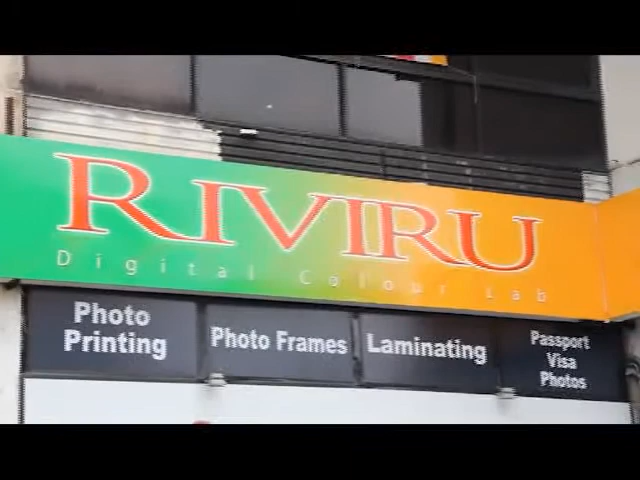 RIVIRU
Digital Colour Lab
Photo
Printing
Photo Frames
Laminating
Passport
Visa
Photos